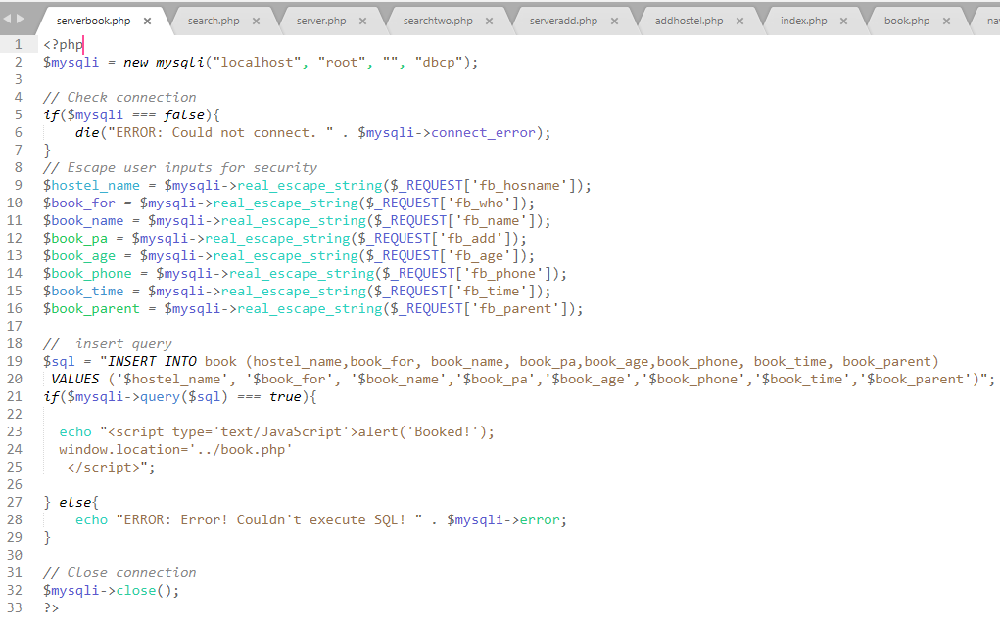 serverbook.php × search.php × server.php × searchtwo.php × serveradd.php × addhostel.php × index.php × book.php × na
1 <?php
2 $mysqli = new mysqli("localhost", "root", "", "dbcp");
3
4 // Check connection
5 if($mysqli === false){
6     die("ERROR: Could not connect. " . $mysqli->connect_error);
7 }
8 // Escape user inputs for security
9 $hostel_name = $mysqli->real_escape_string($_REQUEST['fb_hosname']);
10 $book_for = $mysqli->real_escape_string($_REQUEST['fb_who']);
11 $book_name = $mysqli->real_escape_string($_REQUEST['fb_name']);
12 $book_pa = $mysqli->real_escape_string($_REQUEST['fb_add']);
13 $book_age = $mysqli->real_escape_string($_REQUEST['fb_age']);
14 $book_phone = $mysqli->real_escape_string($_REQUEST['fb_phone']);
15 $book_time = $mysqli->real_escape_string($_REQUEST['fb_time']);
16 $book_parent = $mysqli->real_escape_string($_REQUEST['fb_parent']);
17
18 //  insert query
19 $sql = "INSERT INTO book (hostel_name,book_for, book_name, book_pa,book_age,book_phone, book_time, book_parent)
20  VALUES ('$hostel_name', '$book_for', '$book_name','$book_pa','$book_age','$book_phone','$book_time','$book_parent')";
21 if($mysqli->query($sql) === true){
22
23   echo "<script type='text/JavaScript'>alert('Booked!');
24   window.location='../book.php'
25    </script>";
26
27 } else{
28     echo "ERROR: Error! Couldn't execute SQL! " . $mysqli->error;
29 }
30
31 // Close connection
32 $mysqli->close();
33 ?>